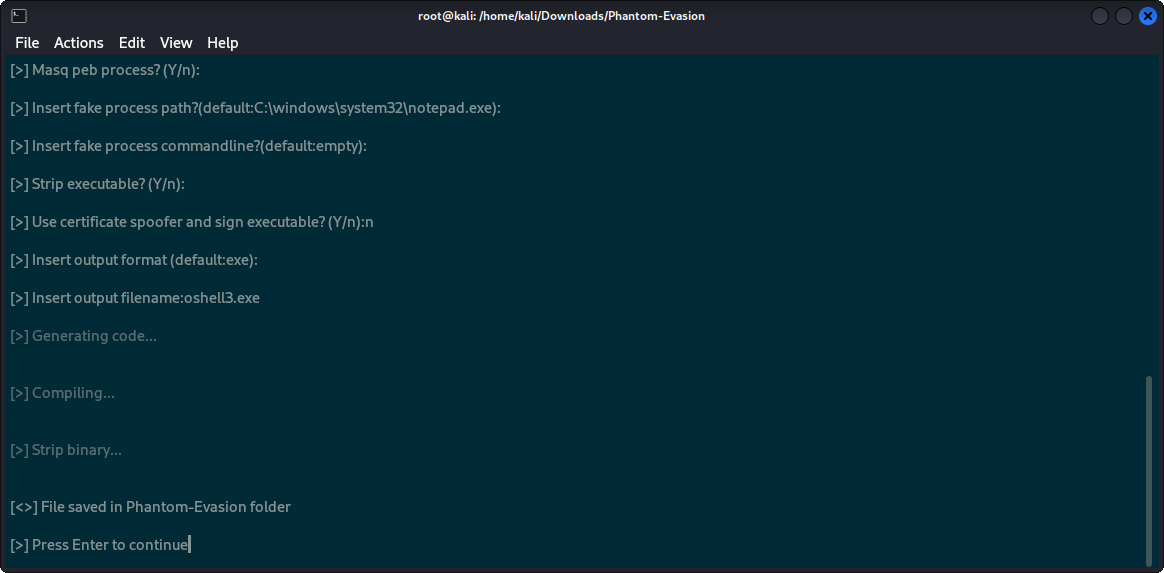 root@kali: /home/kali/Downloads/Phantom-Evasion
File Actions Edit View Help
[>] Masq peb process? (Y/n):
[>] Insert fake process path?(default:C:\windows\system32\notepad.exe):
[>] Insert fake process commandline?(default:empty):
[>] Strip executable? (Y/n):
[>] Use certificate spoofer and sign executable? (Y/n):n
[>] Insert output format (default:exe):
[>] Insert output filename:oshell3.exe
[>] Generating code...
[>] Compiling...
[>] Strip binary...
[<>] File saved in Phantom-Evasion folder
[>] Press Enter to continue